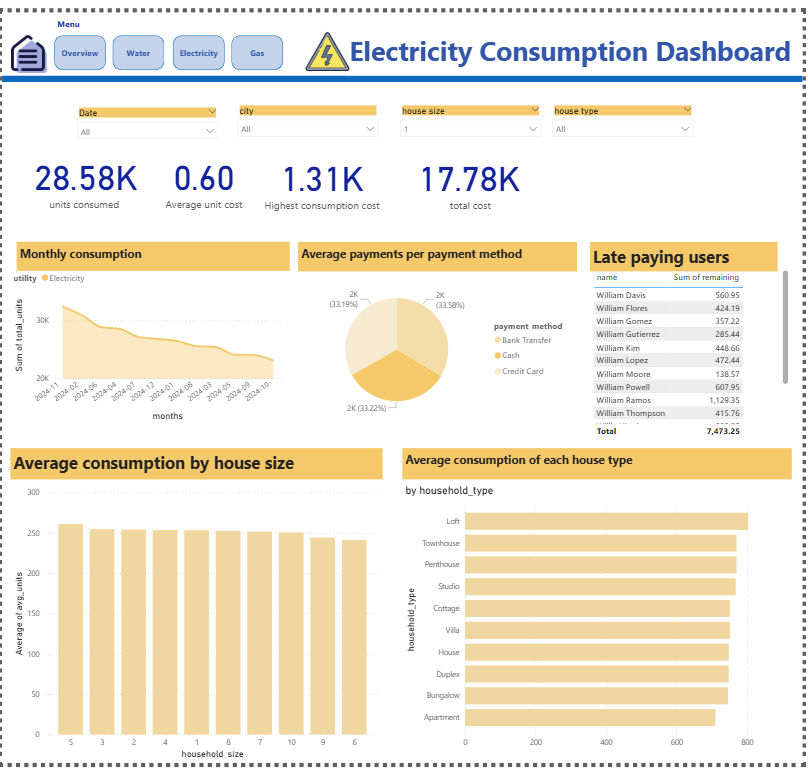 Menu
Overview
Water
Electricity
Gas
Electricity Consumption Dashboard
Date
All
city
All
house size
1
house type
All
28.58K
units consumed
0.60
Average unit cost
1.31K
Highest consumption cost
17.78K
total cost
Monthly consumption
utility Electricity
Sum of total_units
30K
20K
2024-11
2024-02
2024-06
2024-04
2024-07
2024-12
2024-01
2024-08
2024-03
2024-05
2024-09
2024-10
months
Average payments per payment method
2K
(33.19%)
2K
(33.58%)
2K (33.22%)
payment_method
Bank Transfer
Cash
Credit Card
Late paying users
name Sum of remaining
William Davis 560.95
William Flores 424.19
William Gomez 357.22
William Gutierrez 285.44
William Kim 448.66
William Lopez 472.44
William Moore 138.57
William Powell 607.95
William Ramos 1,129.35
William Thompson 415.76
Total 7,473.25
Average consumption by house size
Average of avg_units
300
250
200
150
100
50
0
5 3 2 4 1 8 7 10 9 6
household_size
Average consumption of each house type
by household_type
household_type
Loft
Townhouse
Penthouse
Studio
Cottage
Villa
House
Duplex
Bungalow
Apartment
0 200 400 600 800